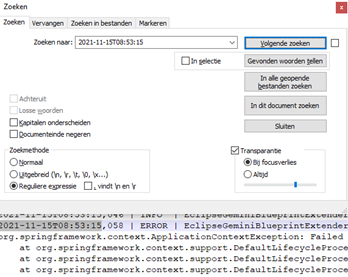 Zoeken
Zoeken Vervangen Zoeken in bestanden Markeren
Zoeken naar: 2021-11-15T08:53:15 Volgende zoeken
In selectie Gevonden woorden tellen
In alle geopende bestanden zoeken
In dit document zoeken
Sluiten
Achteruit
Losse woorden
Kapitalen onderscheiden
Documenteinde negeren
Zoekmethode
Normaal
Uitgebreid (\n, \r, \t, \0, \x...)
Reguliere expressie . vindt \n en \r
Transparantie
Bij focusverlies
Altijd
2021-11-15T08:53:15,046 | INFO | EclipseGeminiBlueprintExtender
2021-11-15T08:53:15,058 | ERROR | EclipseGeminiBlueprintExtender
org.springframework.context.ApplicationContextException: Failed
at org.springframework.context.support.DefaultLifecycleProce
at org.springframework.context.support.DefaultLifecycleProce
at org.springframework.context.support.DefaultLifecycleProce